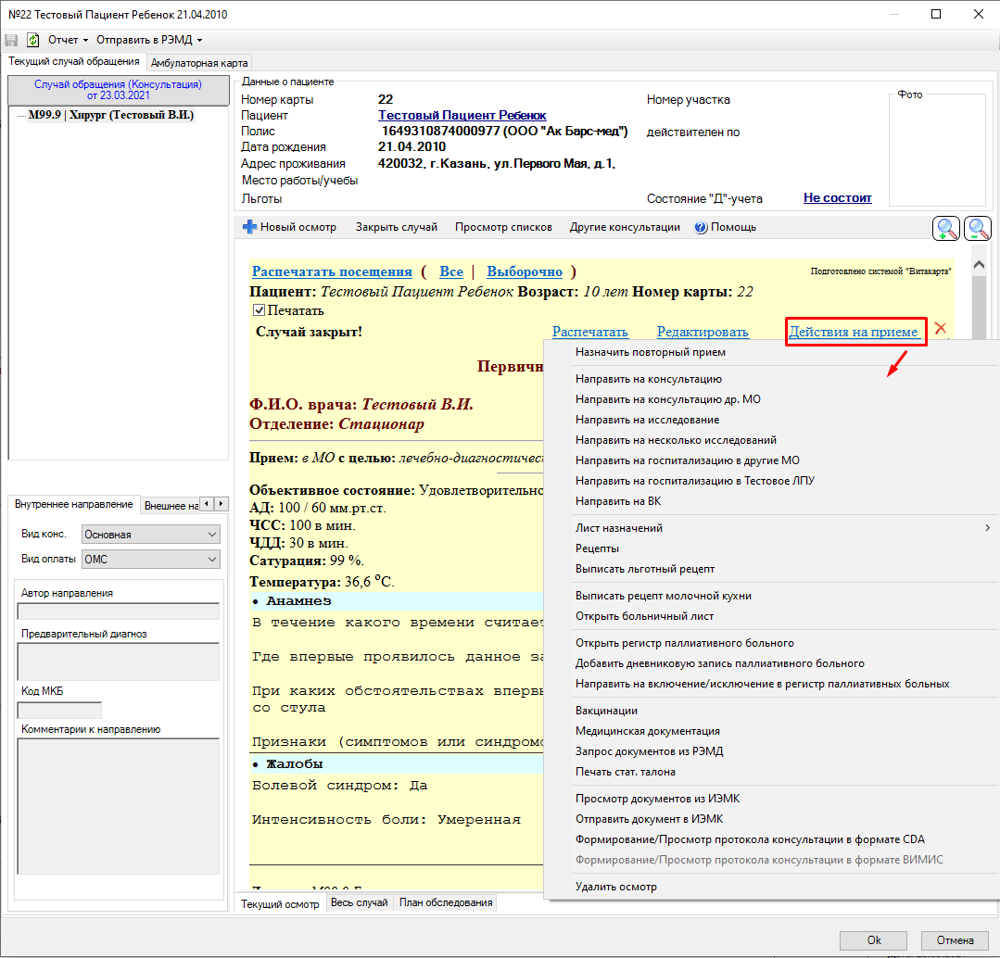 №22 Тестовый Пациент Ребенок 21.04.2010
Отчет Отправить в РЭМД
Текущий случай обращения Амбулаторная карта
Случай обращения (Консультация)
от 23.03.2021
M99.9 | Хирург (Тестовый В.И.)
Данные о пациенте
Номер карты 22 Номер участка
Пациент Тестовый Пациент Ребенок
Полис 1649310874000977 (ООО "Ак Барс-мед") действителен по
Дата рождения 21.04.2010
Адрес проживания 420032, г.Казань, ул.Первого Мая, д.1,
Место работы/учебы
Льготы Состояние "Д"-учета Не состоит
Фото
Новый осмотр Закрыть случай Просмотр списков Другие консультации Помощь
Распечатать посещения ( Все | Выборочно )
Подготовлено системой "Витакарта"
Пациент: Тестовый Пациент Ребенок Возраст: 10 лет Номер карты: 22
Печатать
Случай закрыт! Распечатать Редактировать Действия на приеме
Первичн
Ф.И.О. врача: Тестовый В.И.
Отделение: Стационар
Прием: в МО с целью: лечебно-диагностичес
Объективное состояние: Удовлетворительно
АД: 100 / 60 мм.рт.ст.
ЧСС: 100 в мин.
ЧДД: 30 в мин.
Сатурация: 99 %.
Температура: 36,6 ⁰С.
• Анамнез
В течение какого времени считает
Где впервые проявилось данное за
При каких обстоятельствах впервы
со стула
Признаки (симптомов или синдромо
• Жалобы
Болевой синдром: Да
Интенсивность боли: Умеренная
Текущий осмотр Весь случай План обследования
Назначить повторный прием
Направить на консультацию
Направить на консультацию др. МО
Направить на исследование
Направить на несколько исследований
Направить на госпитализацию в другие МО
Направить на госпитализацию в Тестовое ЛПУ
Направить на ВК
Лист назначений
Рецепты
Выписать льготный рецепт
Выписать рецепт молочной кухни
Открыть больничный лист
Открыть регистр паллиативного больного
Добавить дневниковую запись паллиативного больного
Направить на включение/исключение в регистр паллиативных больных
Вакцинации
Медицинская документация
Запрос документов из РЭМД
Печать стат. талона
Просмотр документов из ИЭМК
Отправить документ в ИЭМК
Формирование/Просмотр протокола консультации в формате CDA
Формирование/Просмотр протокола консультации в формате ВИМИС
Удалить осмотр
Внутреннее направление Внешнее на
Вид конс. Основная
Вид оплаты ОМС
Автор направления
Предварительный диагноз
Код МКБ
Комментарии к направлению
Ok Отмена